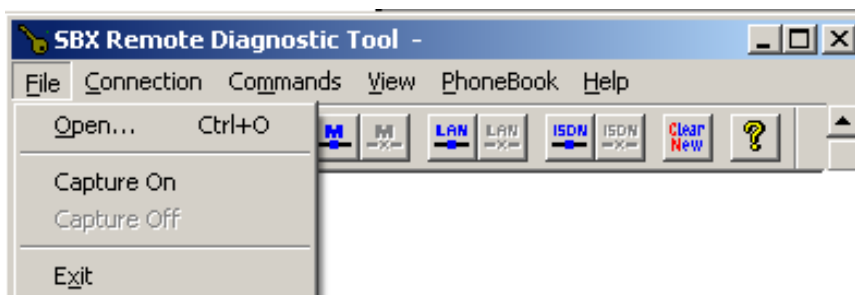 SBX Remote Diagnostic Tool -
File Connection Commands View PhoneBook Help
Open... Ctrl+O
M M LAN LAN ISDN ISDN Clear New ?
Capture On
Capture Off
Exit